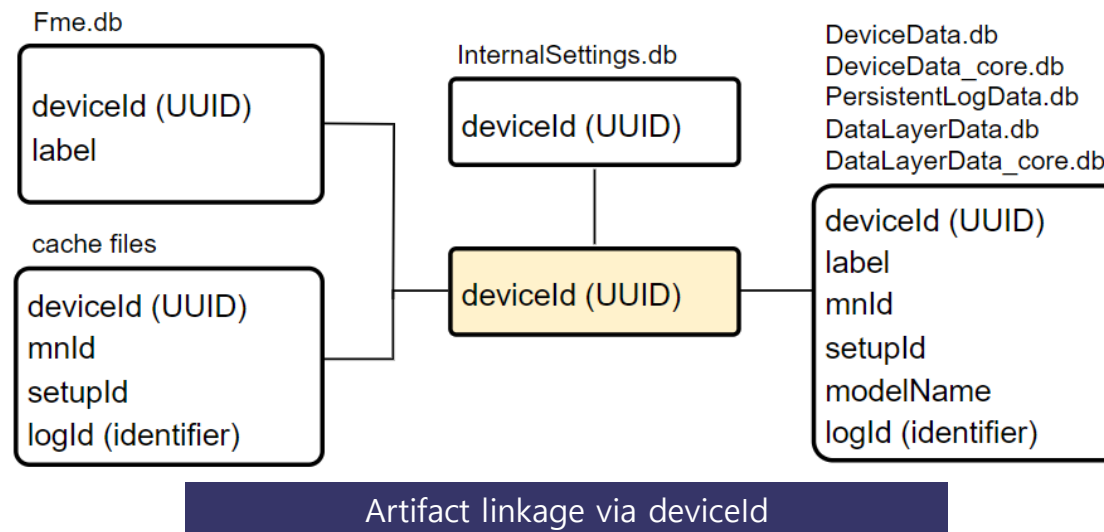 Fme.db
deviceId (UUID)
label
cache files
deviceId (UUID)
mnId
setupId
logId (identifier)
InternalSettings.db
deviceId (UUID)
deviceId (UUID)
DeviceData.db
DeviceData_core.db
PersistentLogData.db
DataLayerData.db
DataLayerData_core.db
deviceId (UUID)
label
mnId
setupId
modelName
logId (identifier)
Artifact linkage via deviceId